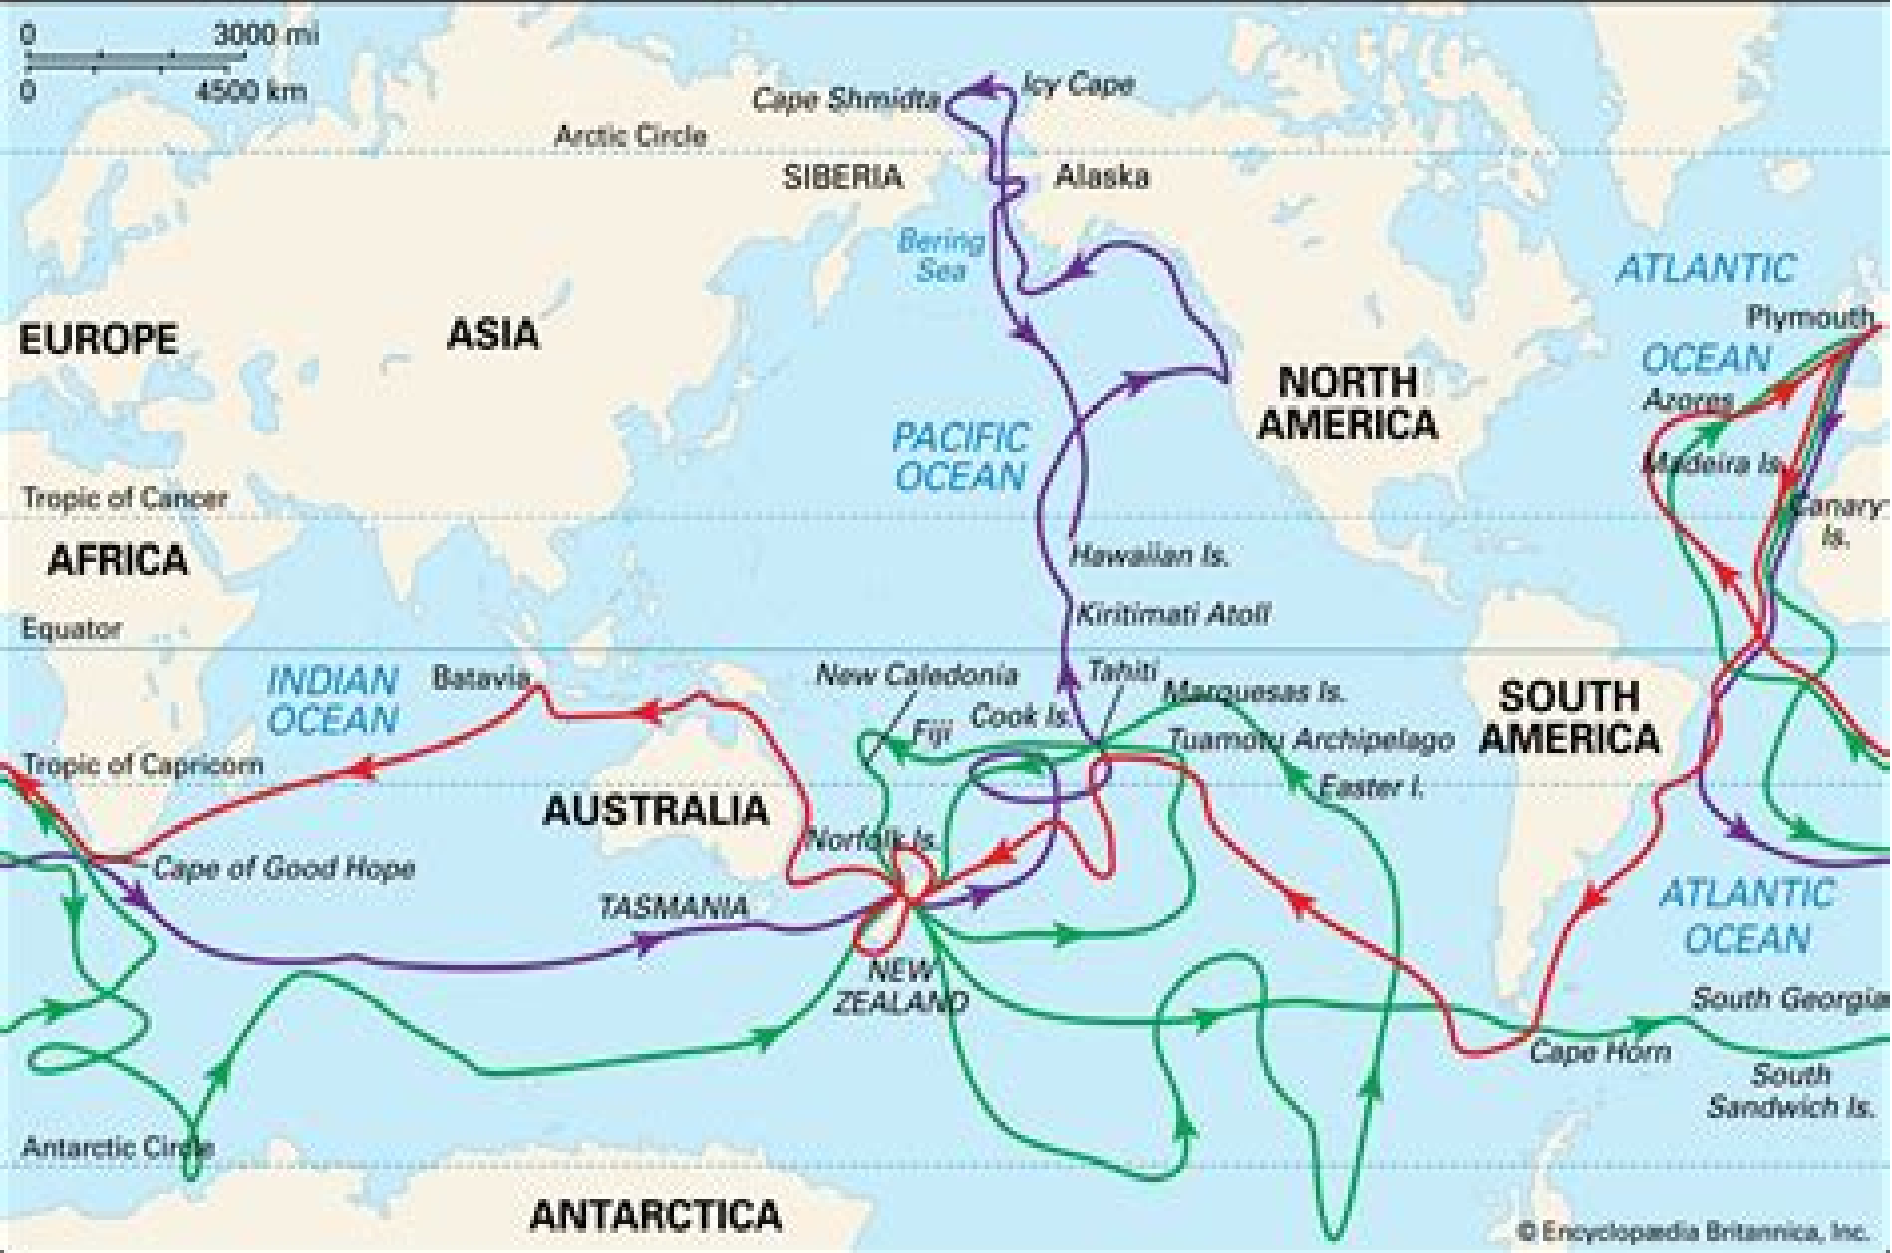 0 3000 mi
0 4500 km
Cape Shmidta
Icy Cape
Arctic Circle
SIBERIA
Alaska
Bering
Sea
ATLANTIC
OCEAN
Plymouth
EUROPE
ASIA
NORTH
AMERICA
Azores
PACIFIC
OCEAN
Madeira Is.
Tropic of Cancer
Canary
Is.
AFRICA
Hawaiian Is.
Kiritimati Atoll
Equator
INDIAN
OCEAN
Batavia
New Caledonia
Tahiti
Marquesas Is.
Fiji
Cook Is.
SOUTH
AMERICA
Tuamotu Archipelago
Tropic of Capricorn
Easter I.
AUSTRALIA
Norfolk Is.
Cape of Good Hope
TASMANIA
ATLANTIC
OCEAN
NEW
ZEALAND
South Georgia
Cape Horn
South
Sandwich Is.
Antarctic Circle
ANTARCTICA
© Encyclopædia Britannica, Inc.